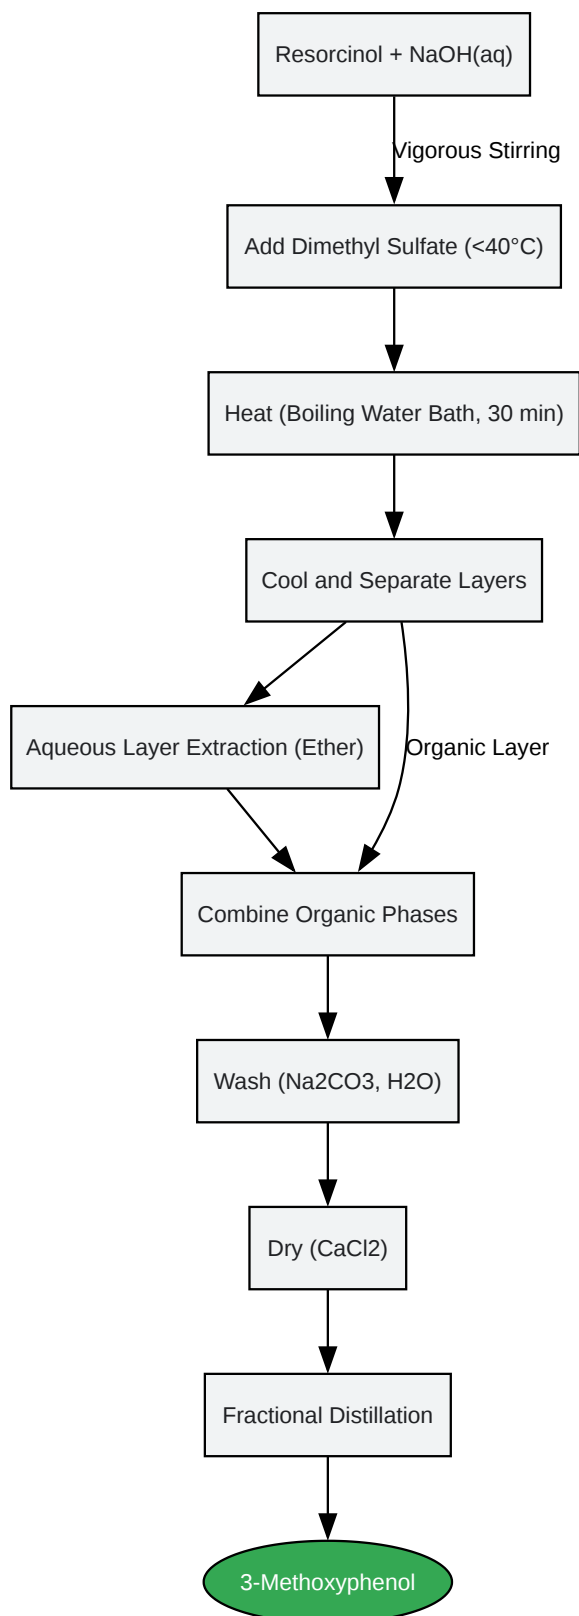 Resorcinol + NaOH(aq)
Vigorous Stirring
Add Dimethyl Sulfate (<40°C)
Heat (Boiling Water Bath, 30 min)
Cool and Separate Layers
Aqueous Layer Extraction (Ether)
Organic Layer
Combine Organic Phases
Wash (Na2CO3, H2O)
Dry (CaCl2)
Fractional Distillation
3-Methoxyphenol